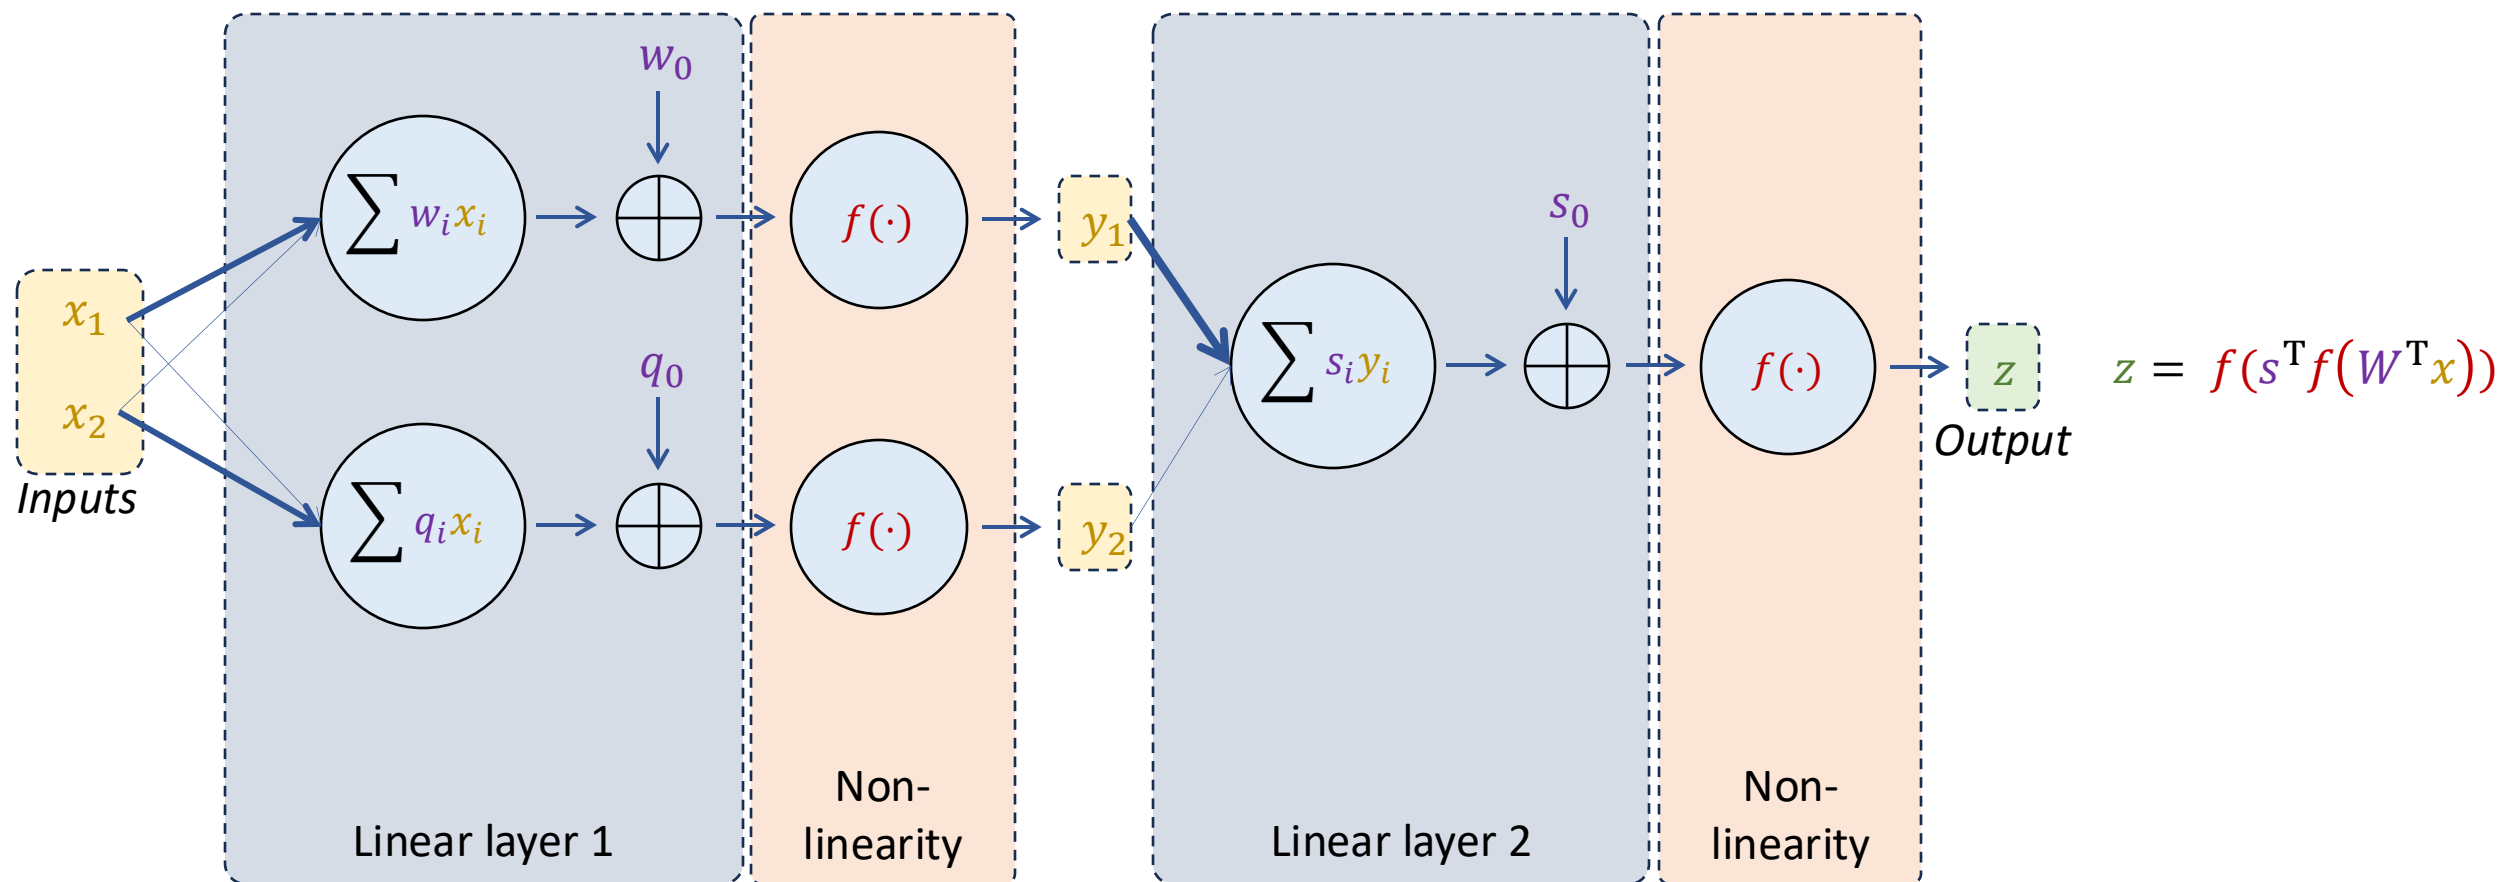 w₀
∑ wᵢxᵢ
f(·)
y₁
s₀
x₁
x₂
Inputs
q₀
∑ qᵢxᵢ
f(·)
y₂
∑ sᵢyᵢ
f(·)
z
Output
z = f(sᵀf(Wᵀx))
Linear layer 1
Non-
linearity
Linear layer 2
Non-
linearity